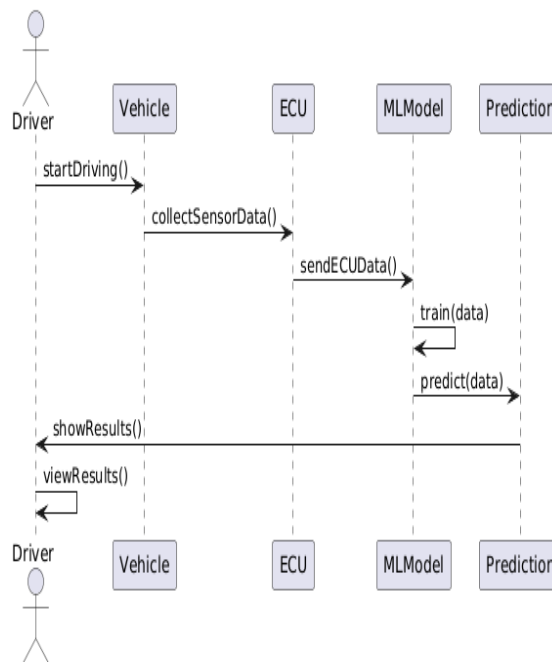 Driver
Vehicle
ECU
MLModel
Prediction
startDriving()
collectSensorData()
sendECUData()
train(data)
predict(data)
showResults()
viewResults()
Driver
Vehicle
ECU
MLModel
Prediction